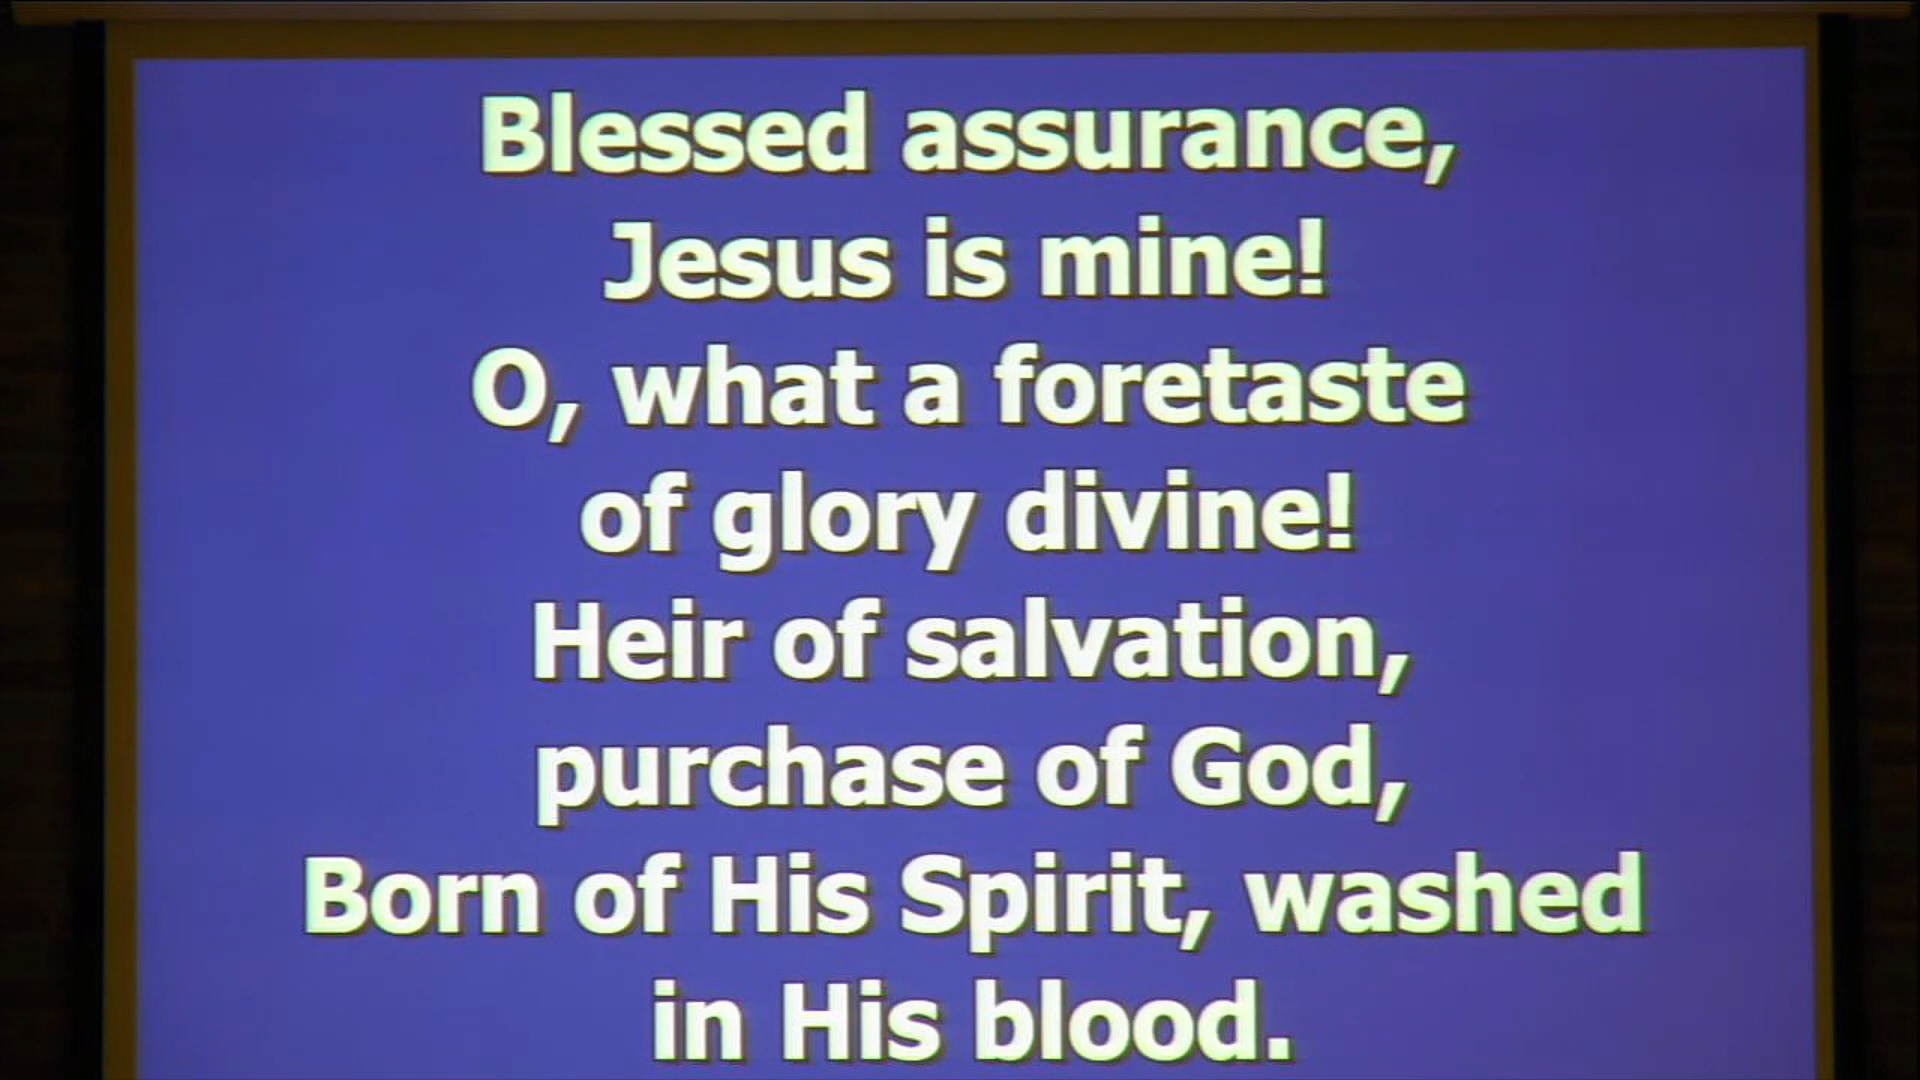 Blessed assurance,
Jesus is mine!
O, what a foretaste
of glory divine!
Heir of salvation,
purchase of God,
Born of His Spirit, washed
in His blood.